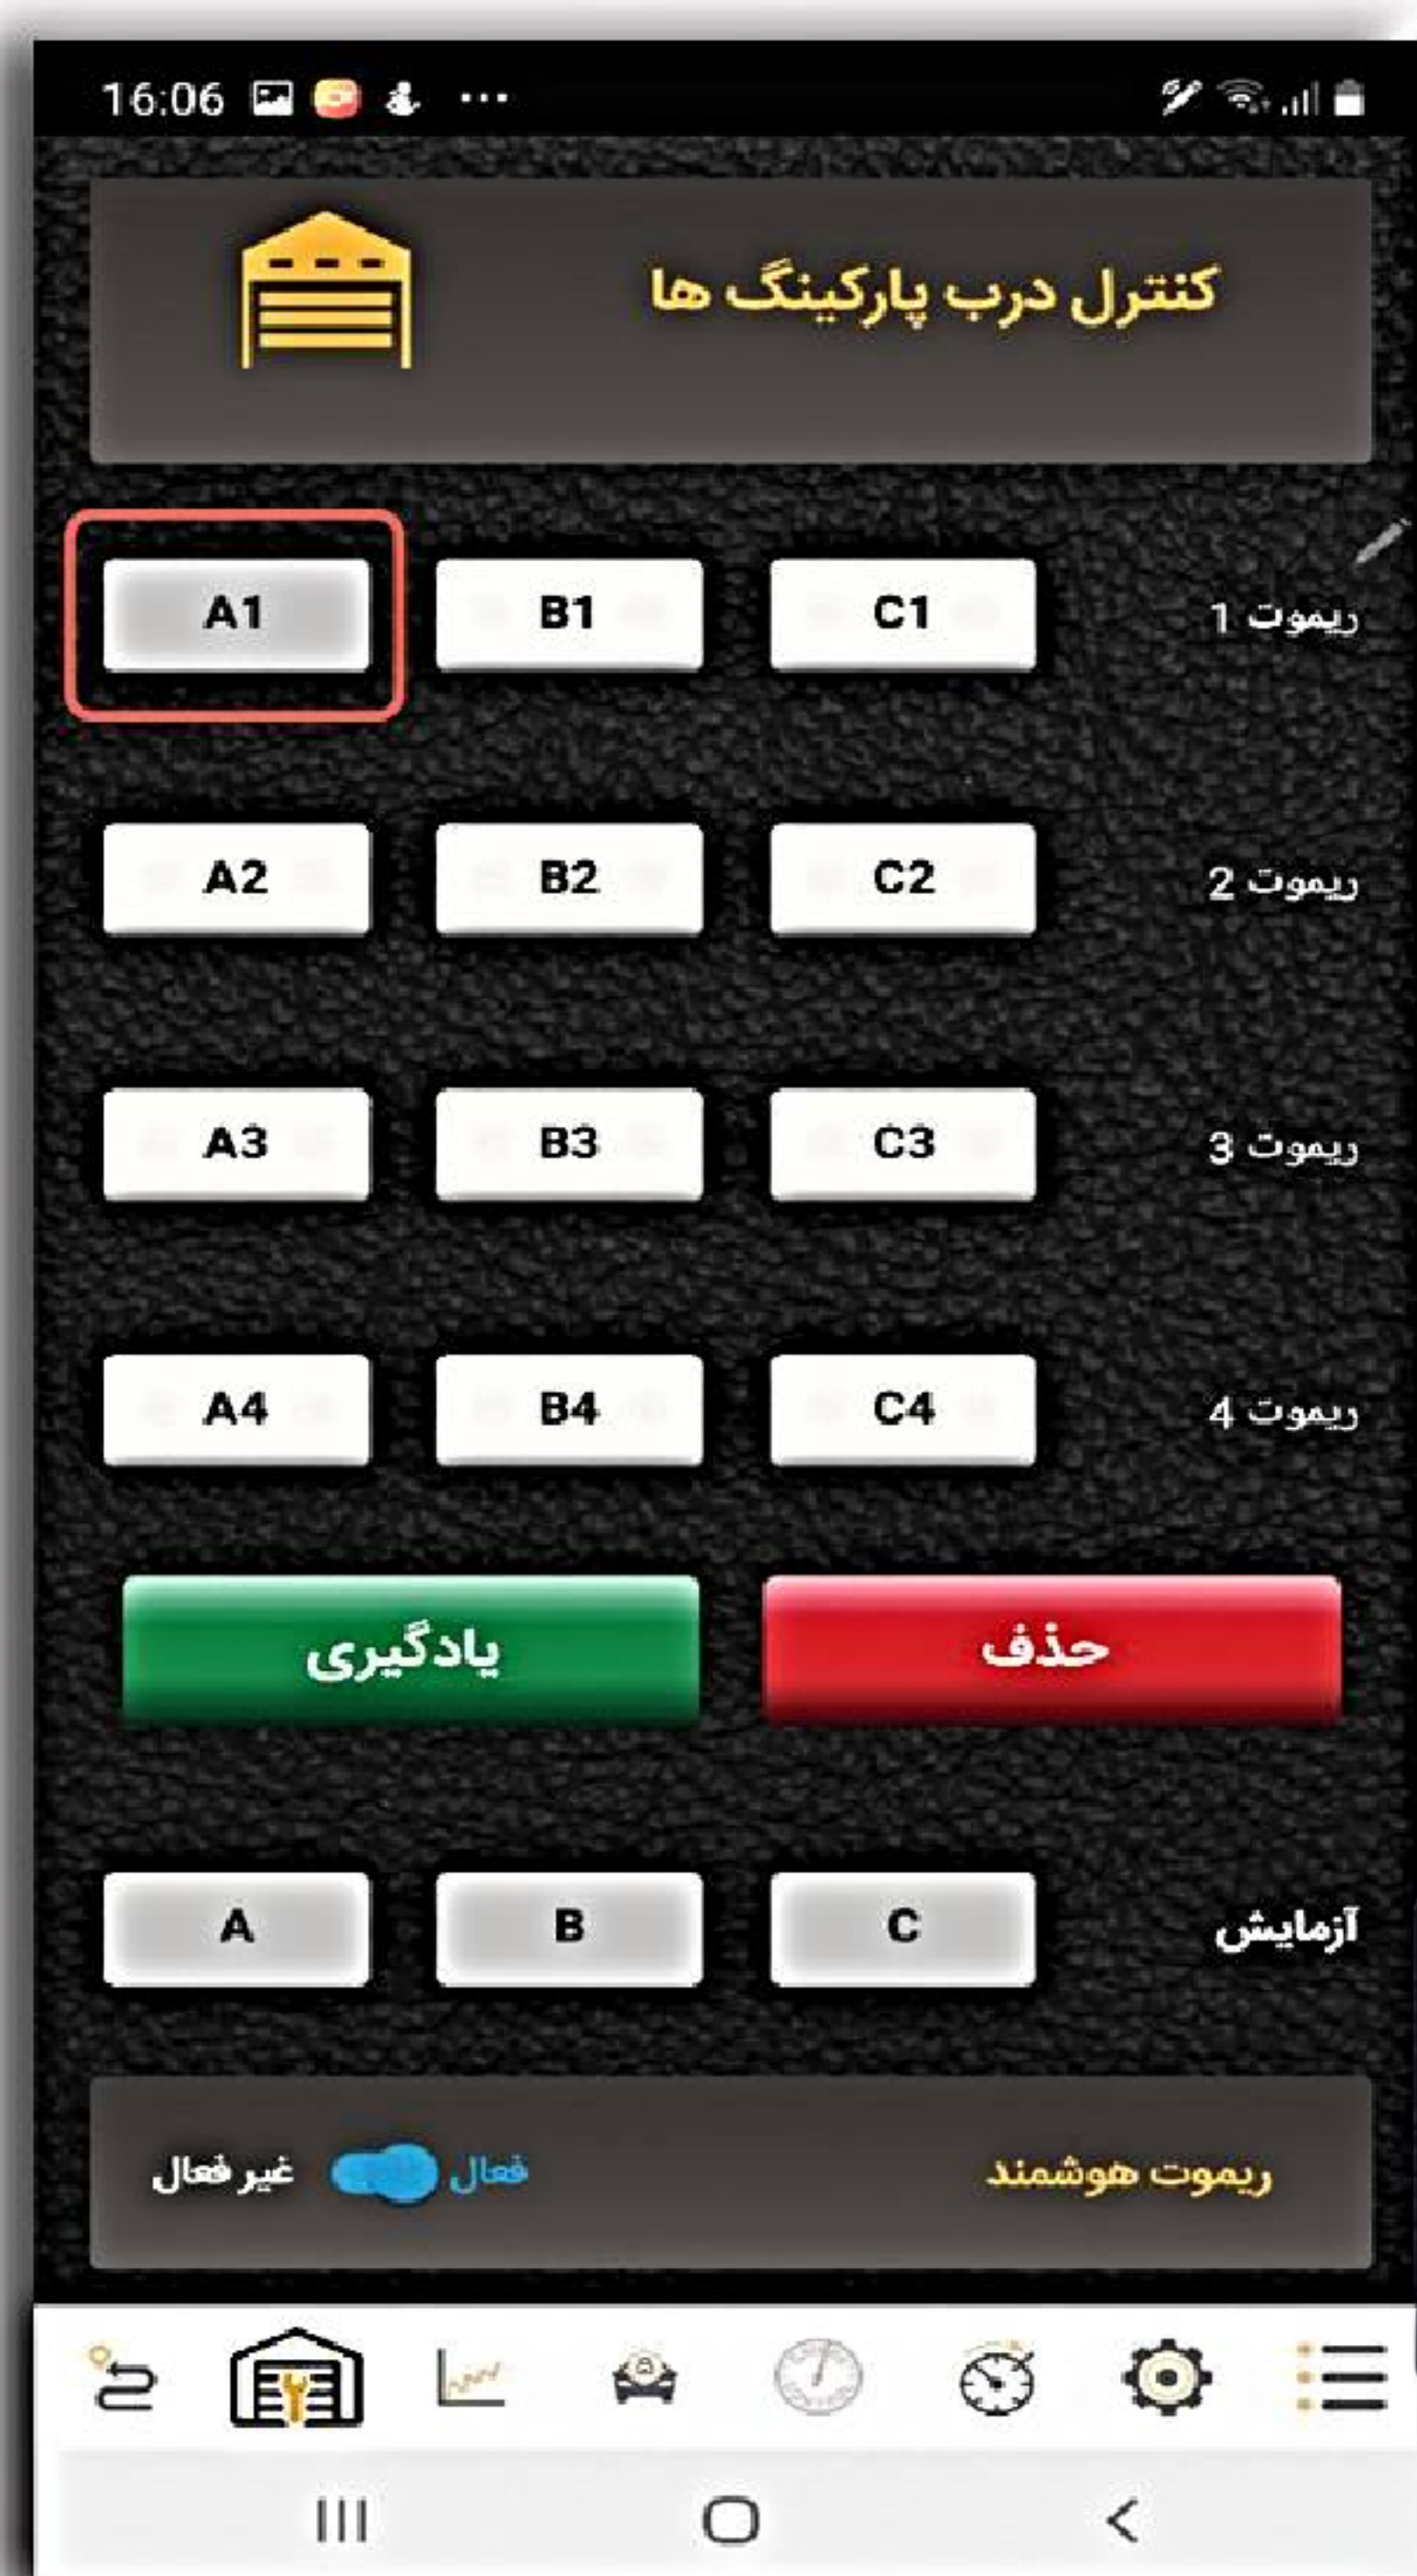 16:06
کنترل درب پارکینگ ها
A1 B1 C1 ریموت 1
A2 B2 C2 ریموت 2
A3 B3 C3 ریموت 3
A4 B4 C4 ریموت 4
حذف یادگیری
A B C آزمایش
ریموت هوشمند فعال غیر فعال